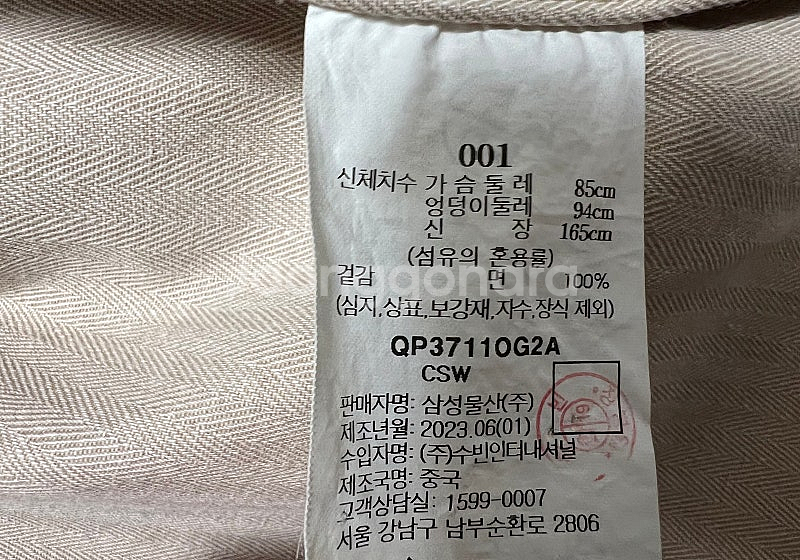 001
신체치수 가 슴 둘 레 85cm
엉덩이둘레 94cm
신 장 165cm
(섬유의 혼용률)
겉감 면 100%
(심지,상표,보강재,자수,장식 제외)
QP3711OG2A
CSW
판매자명: 삼성물산(주)
제조년월: 2023.06(01)
수입자명: (주)수빈인터내셔널
제조국명: 중국
고객상담실: 1599-0007
서울 강남구 남부순환로 2806